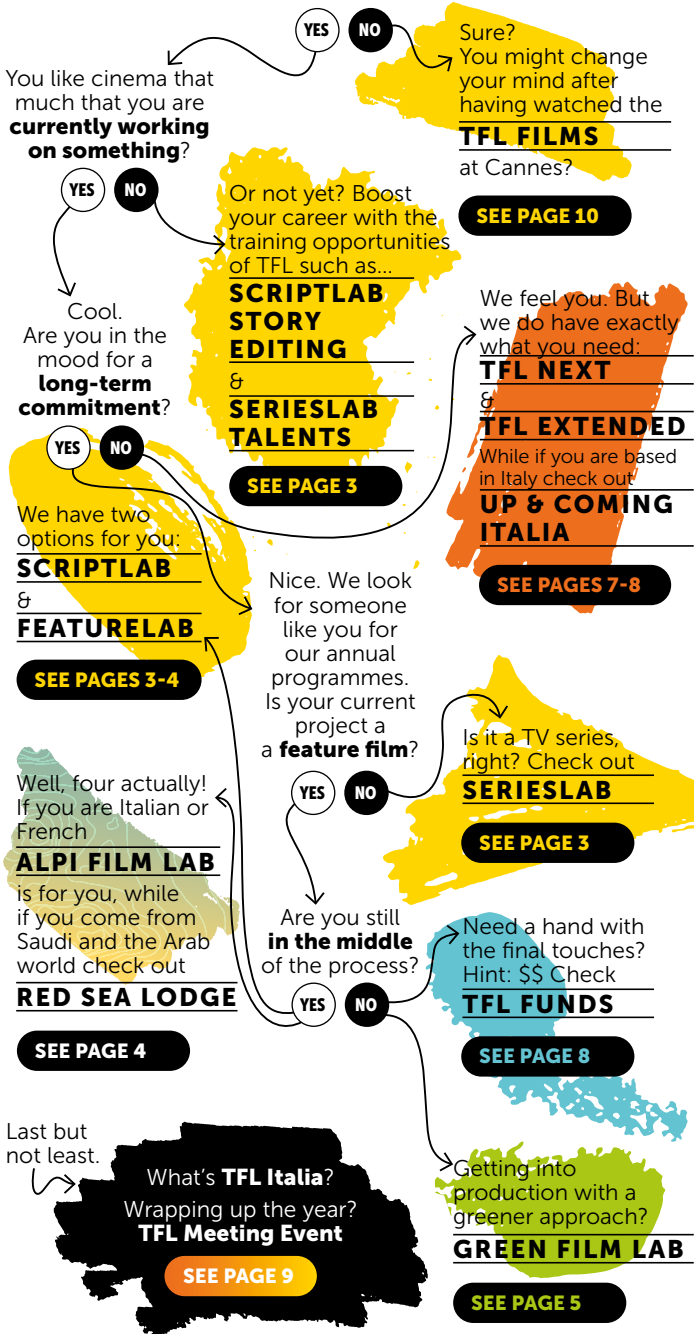 YES
NO
Sure?
You might change
your mind after
having watched the
TFL FILMS
at Cannes?
SEE PAGE 10
You like cinema that
much that you are
currently working
on something?
YES
NO
Or not yet? Boost
your career with the
training opportunities
of TFL such as...
SCRIPTLAB
STORY
EDITING
&
SERIESLAB
TALENTS
SEE PAGE 3
Cool.
Are you in the
mood for a
long-term
commitment?
YES
NO
We feel you. But
we do have exactly
what you need:
TFL NEXT
&
TFL EXTENDED
While if you are based
in Italy check out
UP & COMING
ITALIA
SEE PAGES 7-8
We have two
options for you:
SCRIPTLAB
&
FEATURELAB
SEE PAGES 3-4
Nice. We look
for someone
like you for
our annual
programmes.
Is your current
project a
a feature film?
YES
NO
Is it a TV series,
right? Check out
SERIESLAB
SEE PAGE 3
Well, four actually!
If you are Italian or
French
ALPI FILM LAB
is for you, while
if you come from
Saudi and the Arab
world check out
RED SEA LODGE
SEE PAGE 4
Are you still
in the middle
of the process?
YES
NO
Need a hand with
the final touches?
Hint: $$ Check
TFL FUNDS
SEE PAGE 8
Getting into
production with a
greener approach?
GREEN FILM LAB
SEE PAGE 5
Last but
not least.
What's TFL Italia?
Wrapping up the year?
TFL Meeting Event
SEE PAGE 9